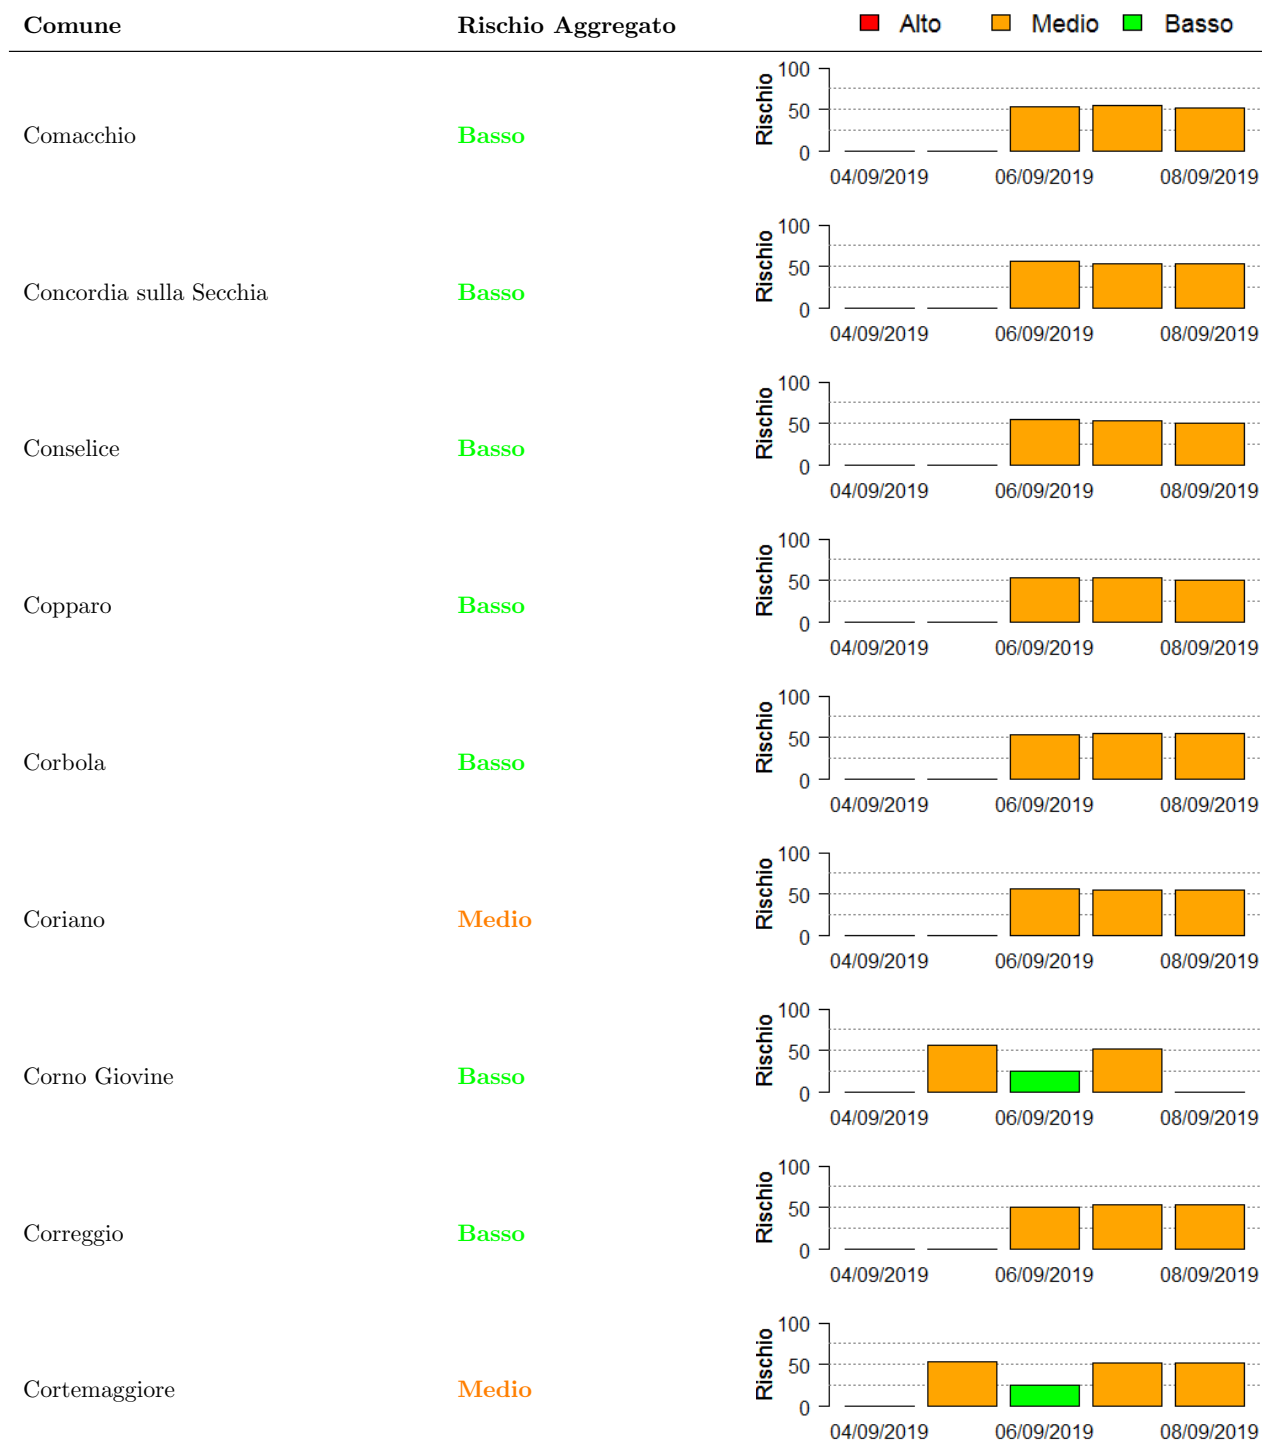 Comune Rischio Aggregato Alto Medio Basso
Comacchio Basso Rischio 100 50 0
04/09/2019 06/09/2019 08/09/2019
Concordia sulla Secchia Basso Rischio 100 50 0
04/09/2019 06/09/2019 08/09/2019
Conselice Basso Rischio 100 50 0
04/09/2019 06/09/2019 08/09/2019
Copparo Basso Rischio 100 50 0
04/09/2019 06/09/2019 08/09/2019
Corbola Basso Rischio 100 50 0
04/09/2019 06/09/2019 08/09/2019
Coriano Medio Rischio 100 50 0
04/09/2019 06/09/2019 08/09/2019
Corno Giovine Basso Rischio 100 50 0
04/09/2019 06/09/2019 08/09/2019
Correggio Basso Rischio 100 50 0
04/09/2019 06/09/2019 08/09/2019
Cortemaggiore Medio Rischio 100 50 0
04/09/2019 06/09/2019 08/09/2019